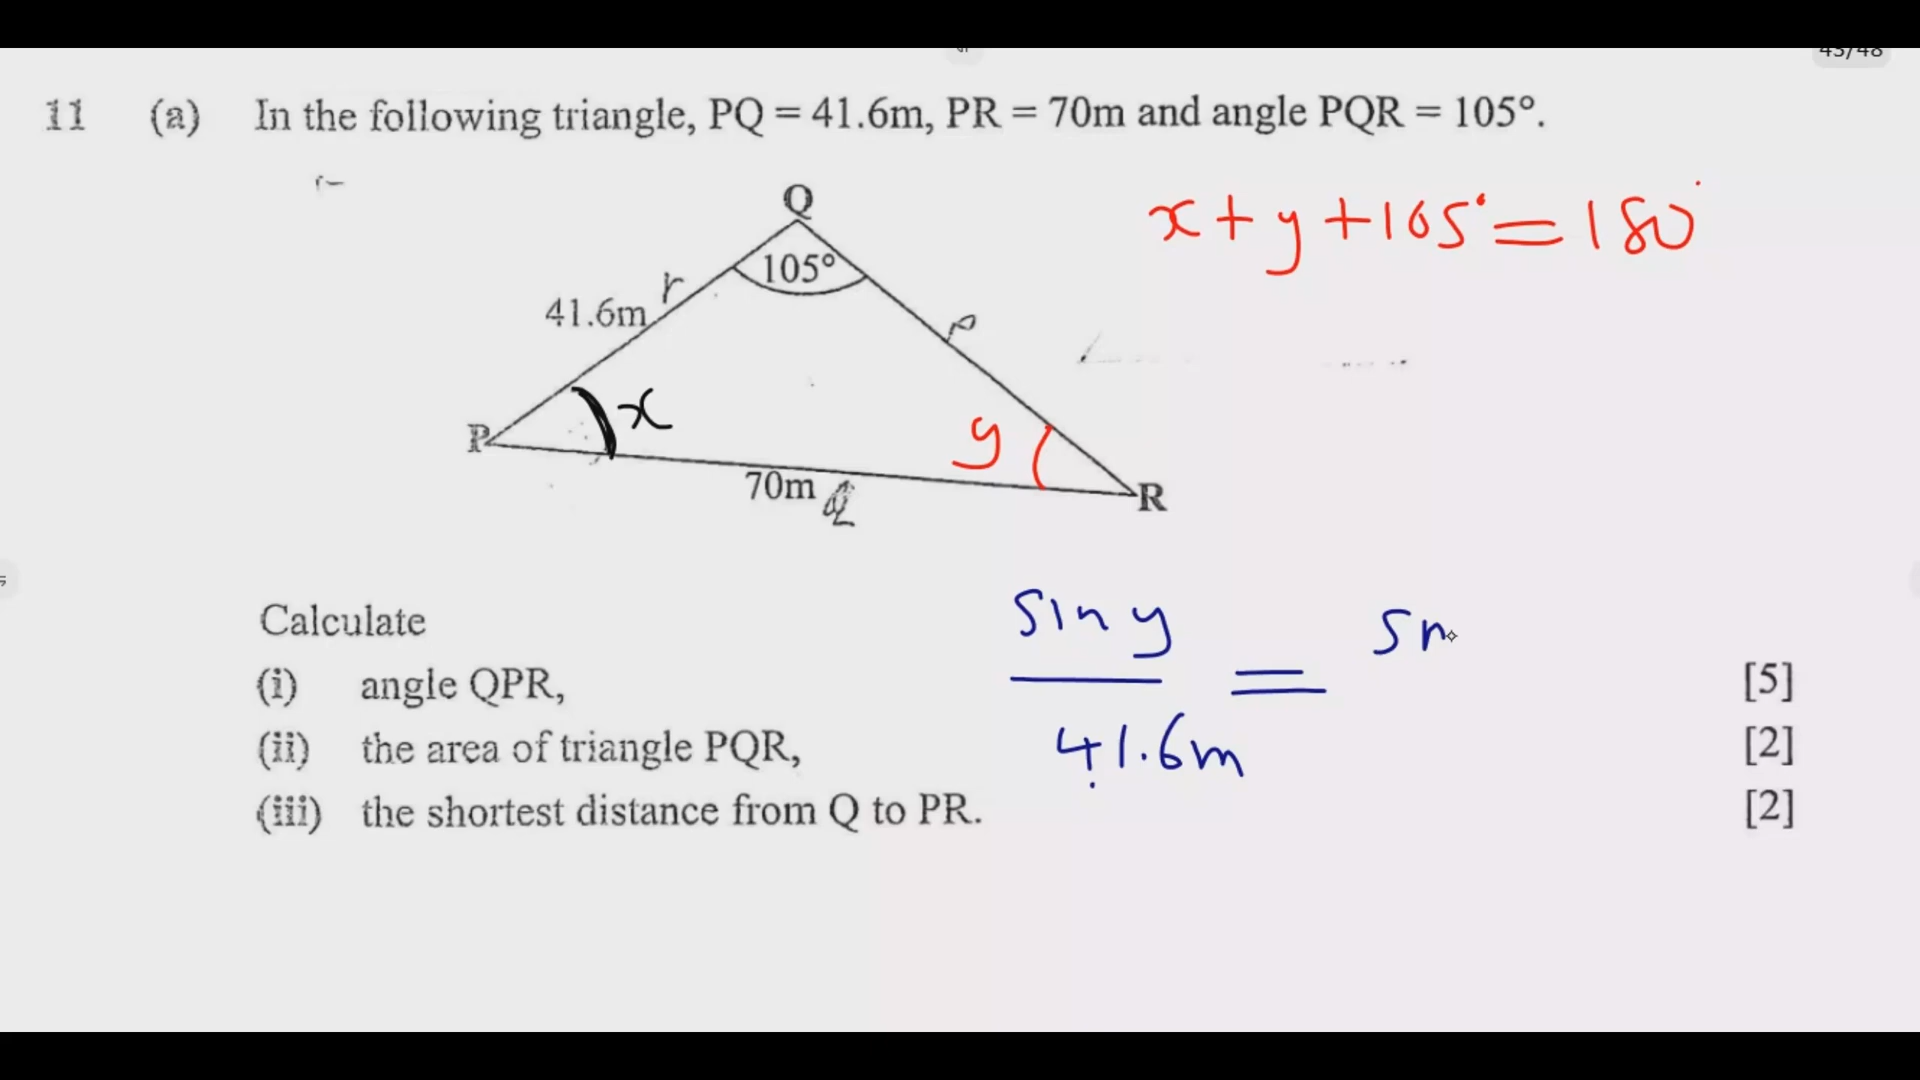 43/48
11 (a) In the following triangle, PQ = 41.6m, PR = 70m and angle PQR = 105°.
x + y + 105° = 180°
Q
105°
r
41.6m
p
x
y
P
70m q
R
Calculate
sin y = sn
41.6m
(i) angle QPR, [5]
(ii) the area of triangle PQR, [2]
(iii) the shortest distance from Q to PR. [2]